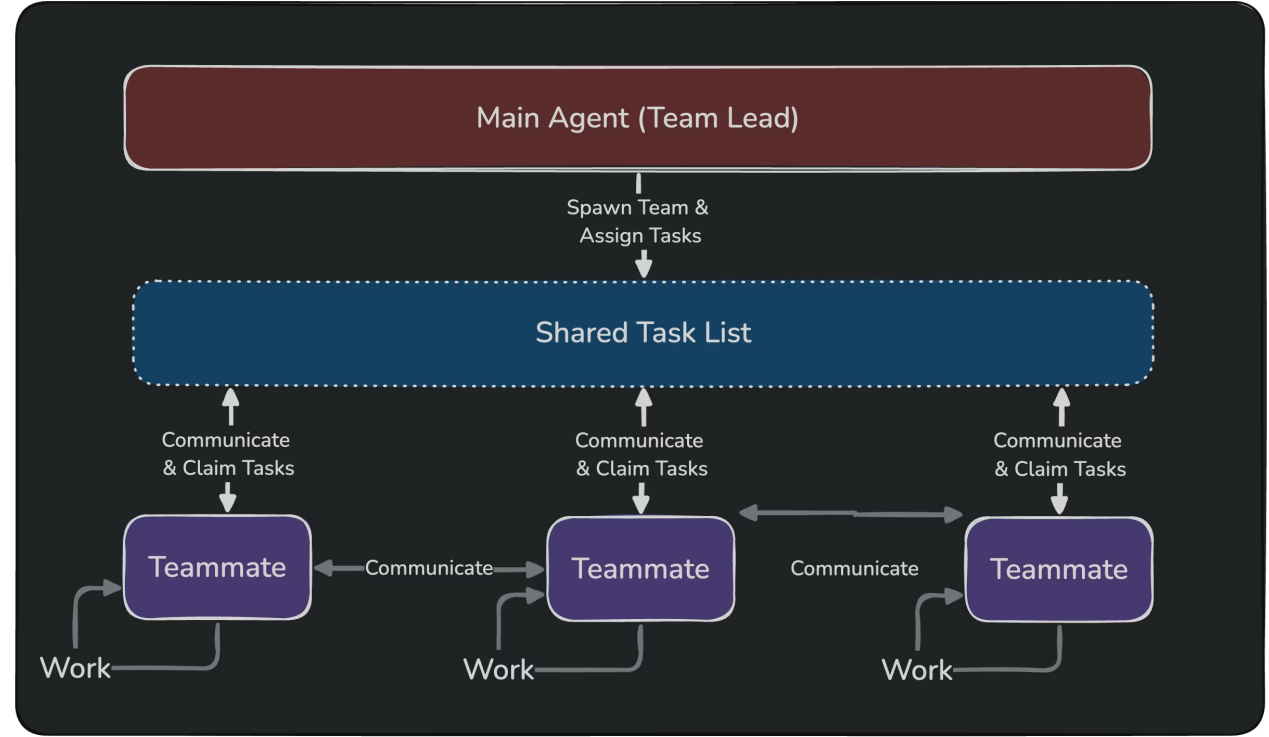 Main Agent (Team Lead)
Spawn Team &
Assign Tasks
Shared Task List
Communicate
& Claim Tasks
Communicate
& Claim Tasks
Communicate
& Claim Tasks
Teammate
Communicate
Teammate
Communicate
Teammate
Work
Work
Work